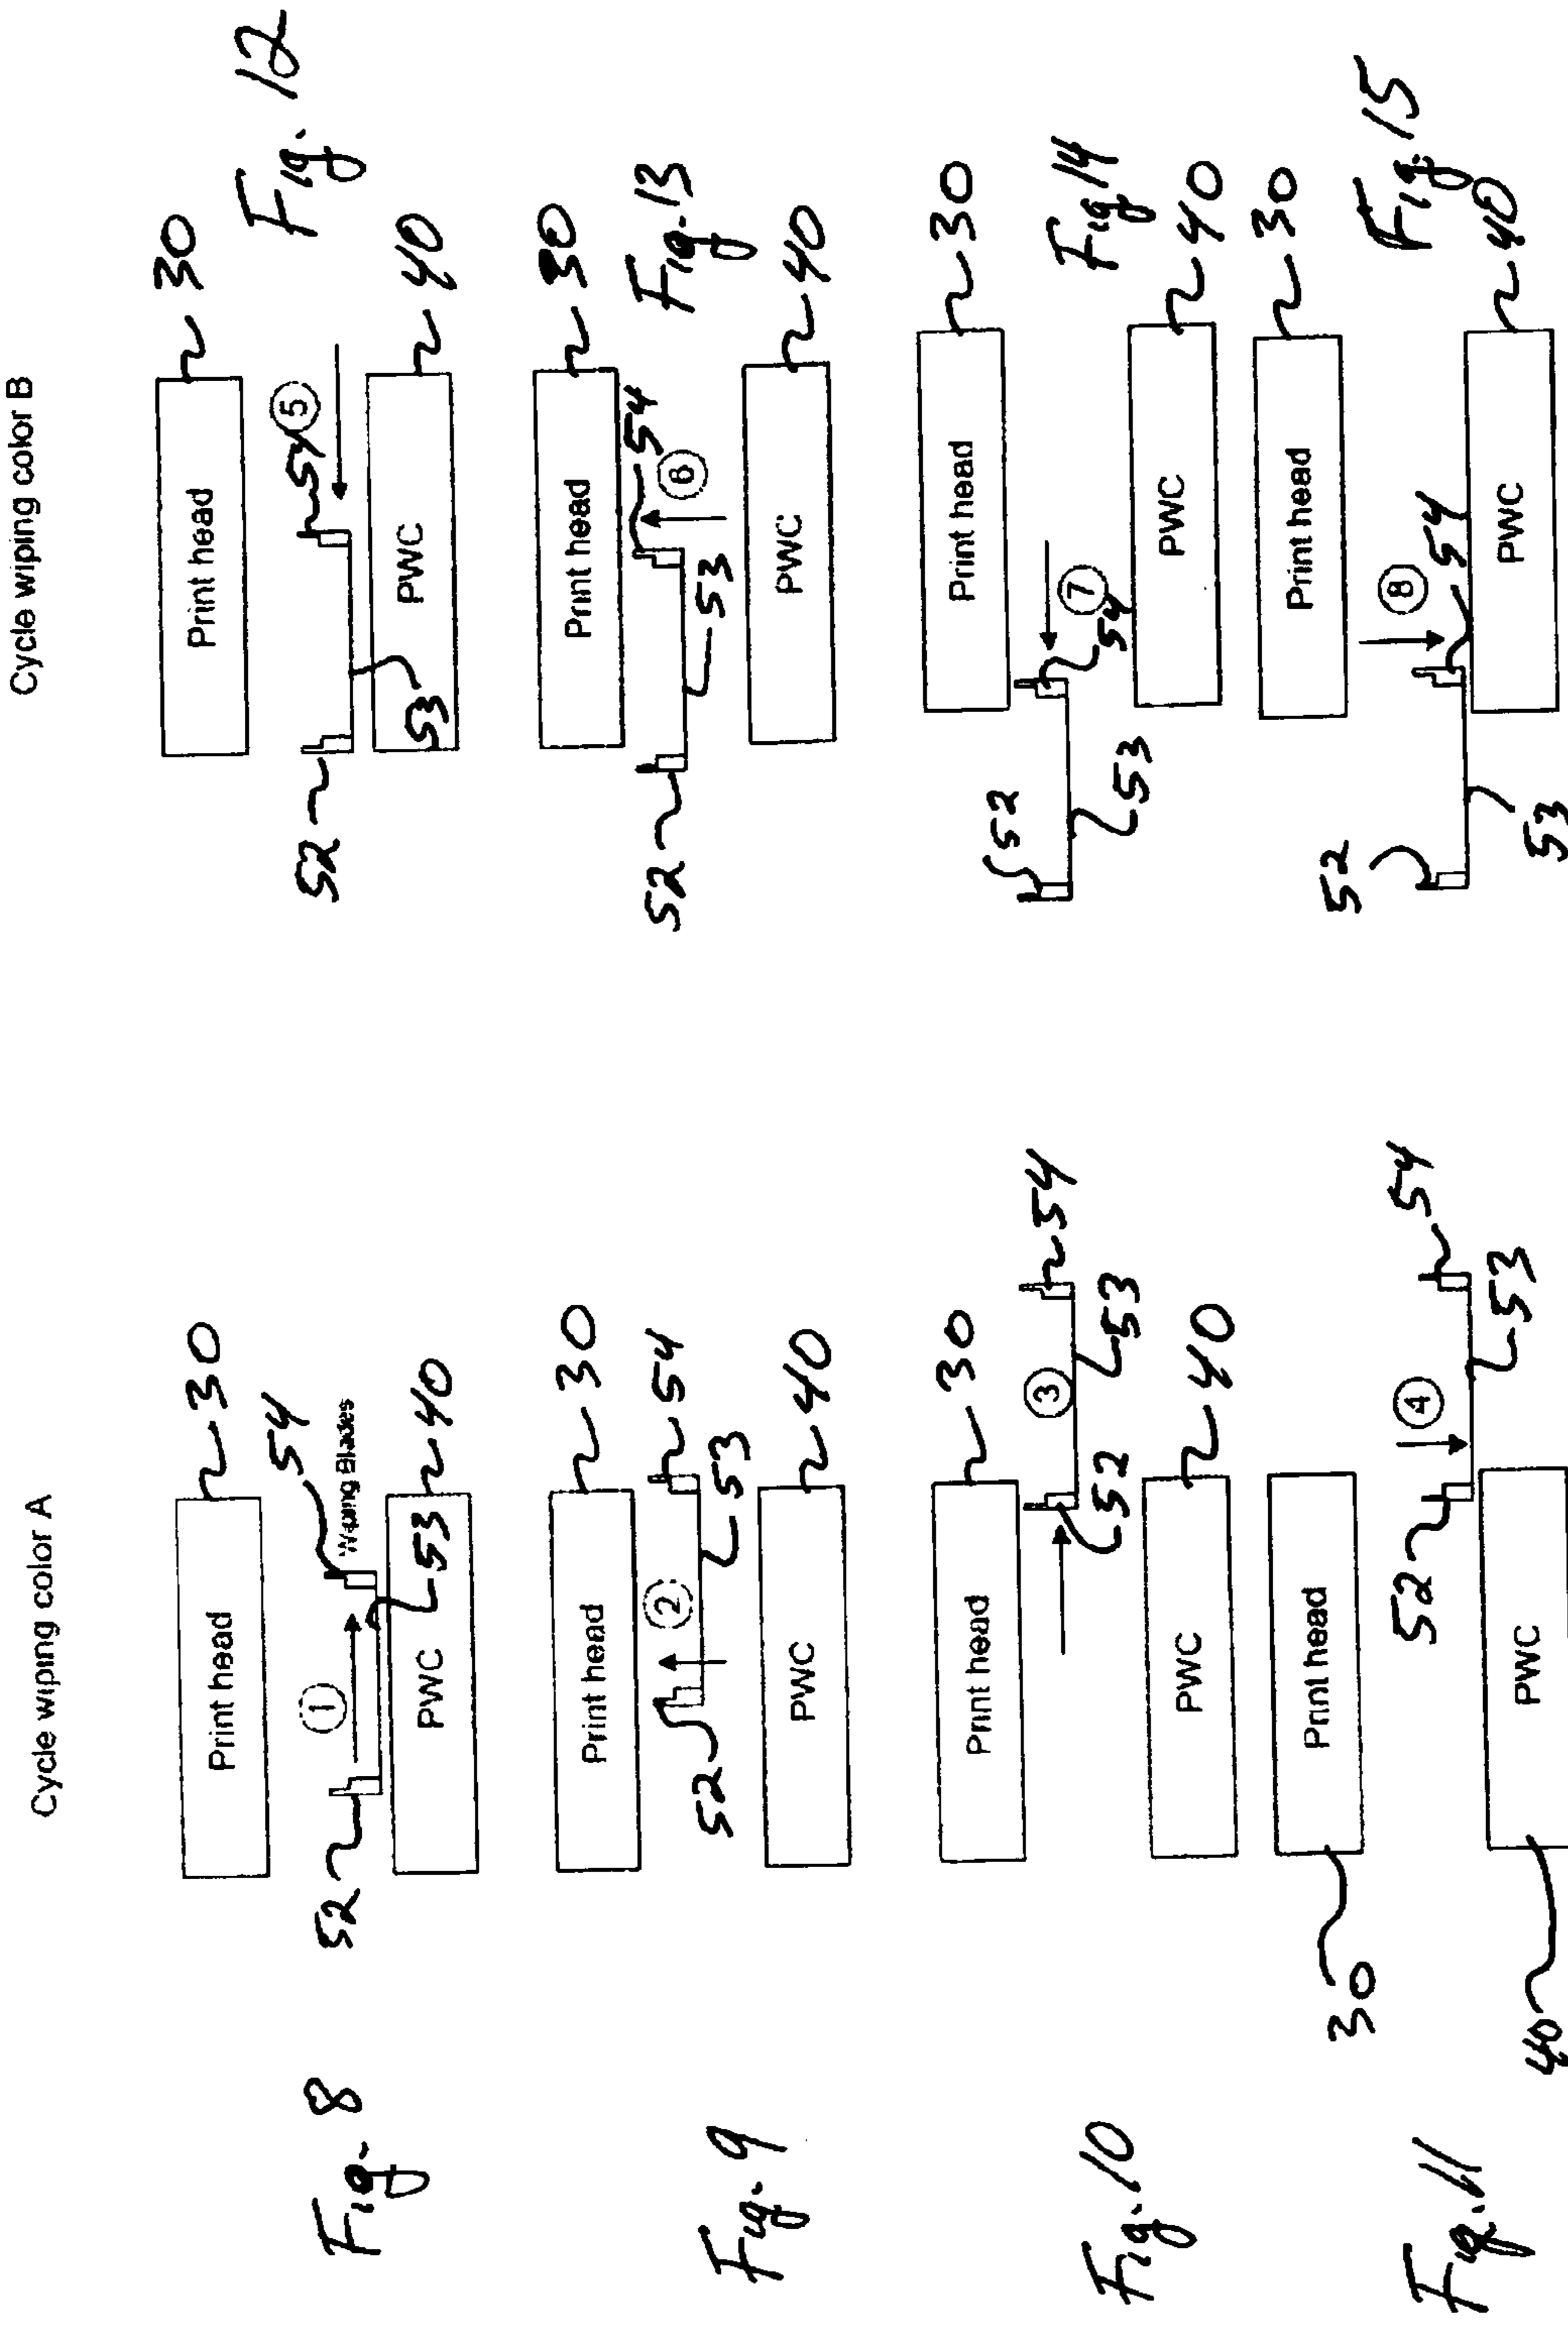 Cycle wiping color A
Fig. 8
Print head
30
1
52
54
Wiping Blades
53
PWC
40
Fig. 9
Print head
30
2
52
54
53
PWC
40
Fig. 10
Print head
30
3
52
54
53
PWC
40
Fig. 11
Print head
30
4
52
54
53
PWC
40
Cycle wiping color B
Fig. 12
Print head
30
5
52
54
53
PWC
40
Fig. 13
Print head
30
6
52
54
53
PWC
40
Fig 14
Print head
30
7
52
54
53
PWC
40
Fig. 15
Print head
30
8
52
54
53
PWC
40